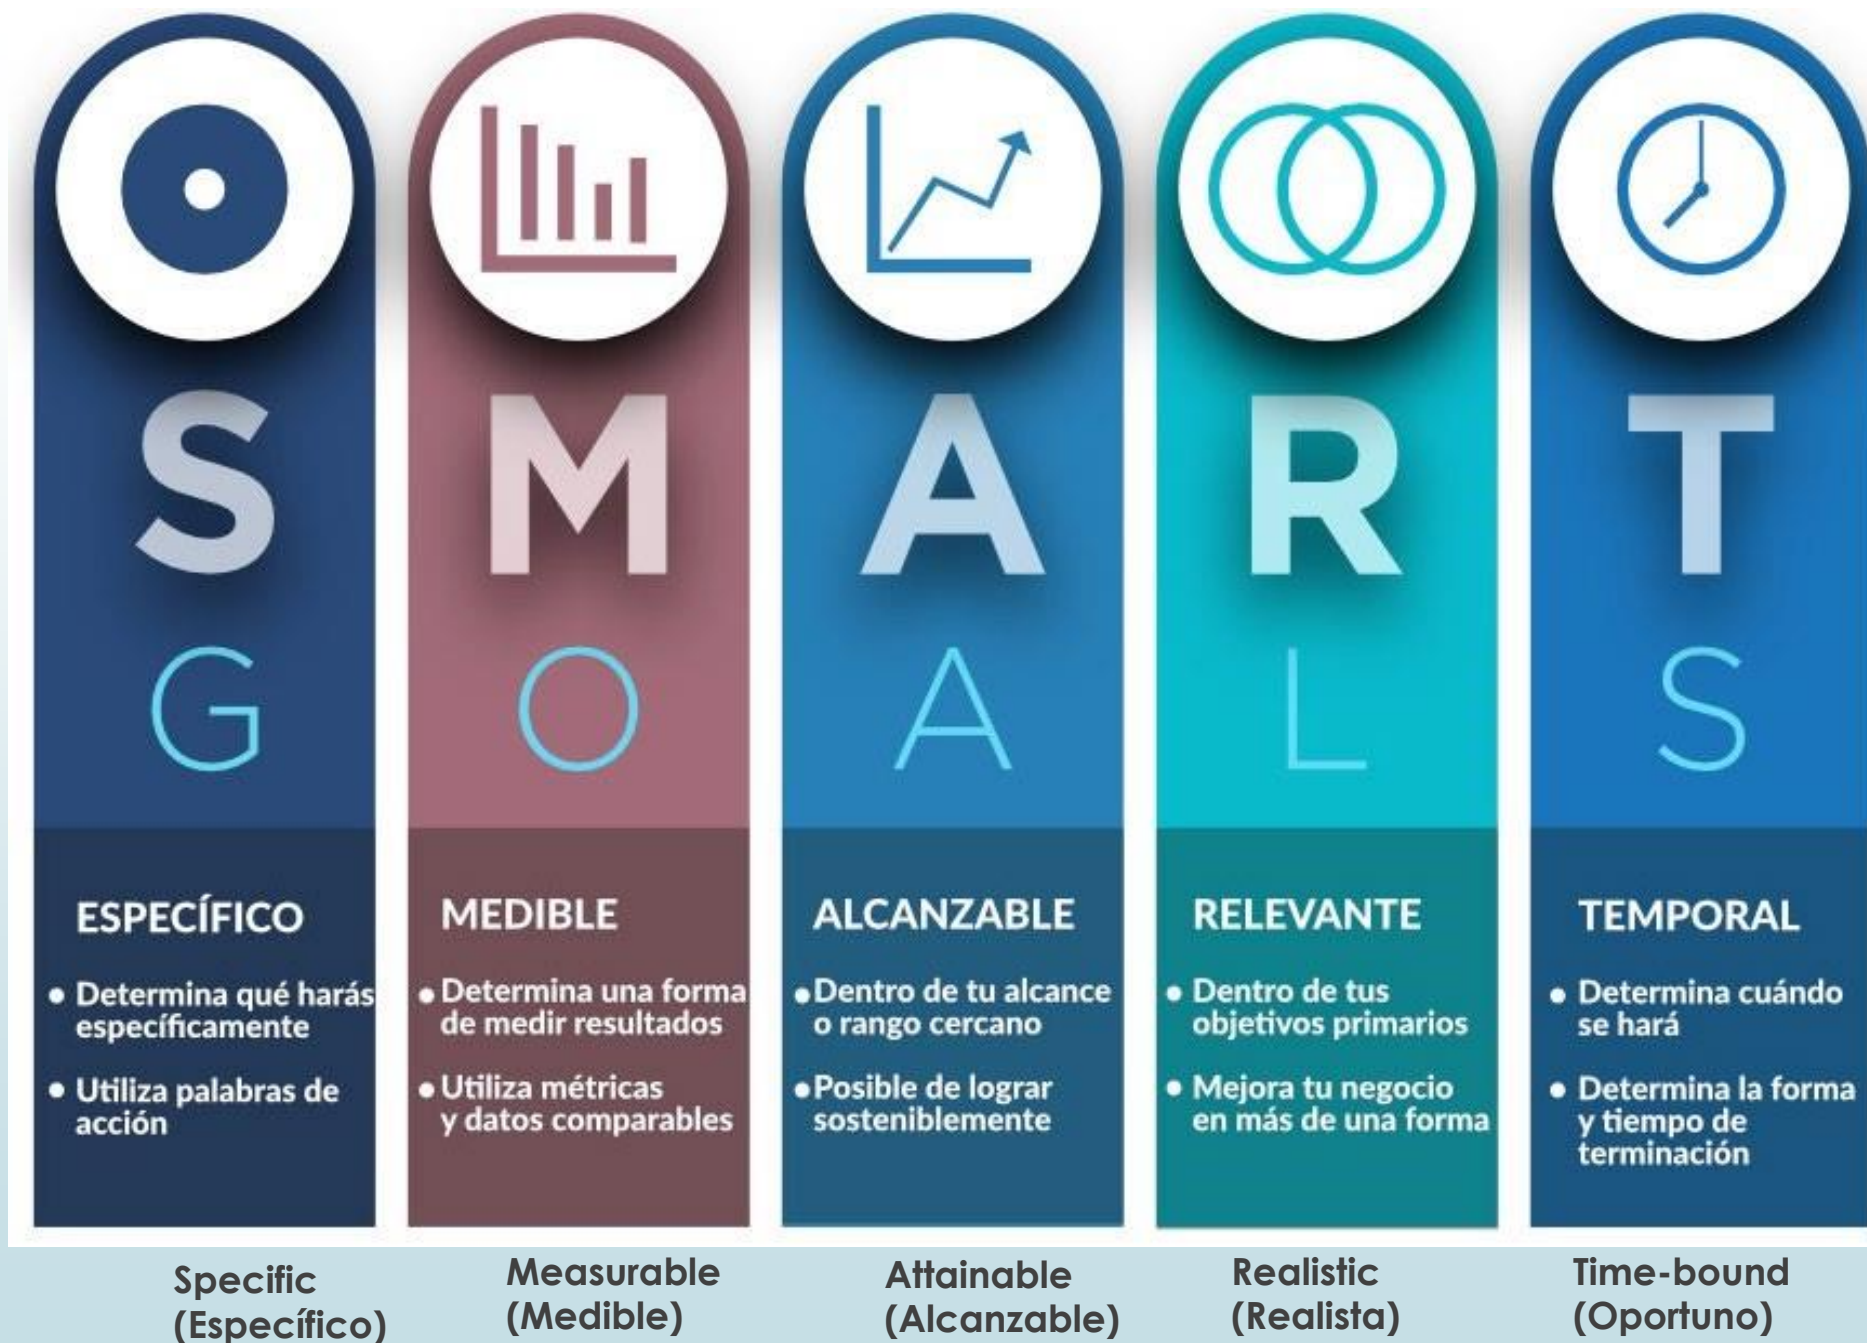 S
M
A
R
T
G
O
A
L
S
ESPECÍFICO
• Determina qué harás
específicamente
• Utiliza palabras de
acción
MEDIBLE
• Determina una forma
de medir resultados
• Utiliza métricas
y datos comparables
ALCANZABLE
• Dentro de tu alcance
o rango cercano
• Posible de lograr
sosteniblemente
RELEVANTE
• Dentro de tus
objetivos primarios
• Mejora tu negocio
en más de una forma
TEMPORAL
• Determina cuándo
se hará
• Determina la forma
y tiempo de
terminación
Specific
(Específico)
Measurable
(Medible)
Attainable
(Alcanzable)
Realistic
(Realista)
Time-bound
(Oportuno)